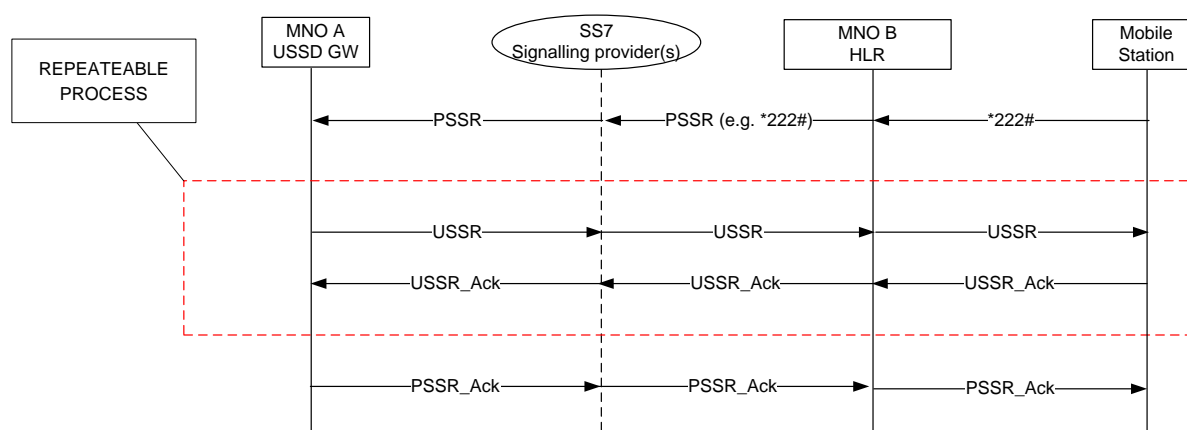 MNO A
USSD GW
SS7
Signalling provider(s)
MNO B
HLR
Mobile
Station
REPEATEABLE
PROCESS
PSSR
PSSR (e.g. *222#)
*222#
USSR
USSR
USSR
USSR_Ack
USSR_Ack
USSR_Ack
PSSR_Ack
PSSR_Ack
PSSR_Ack